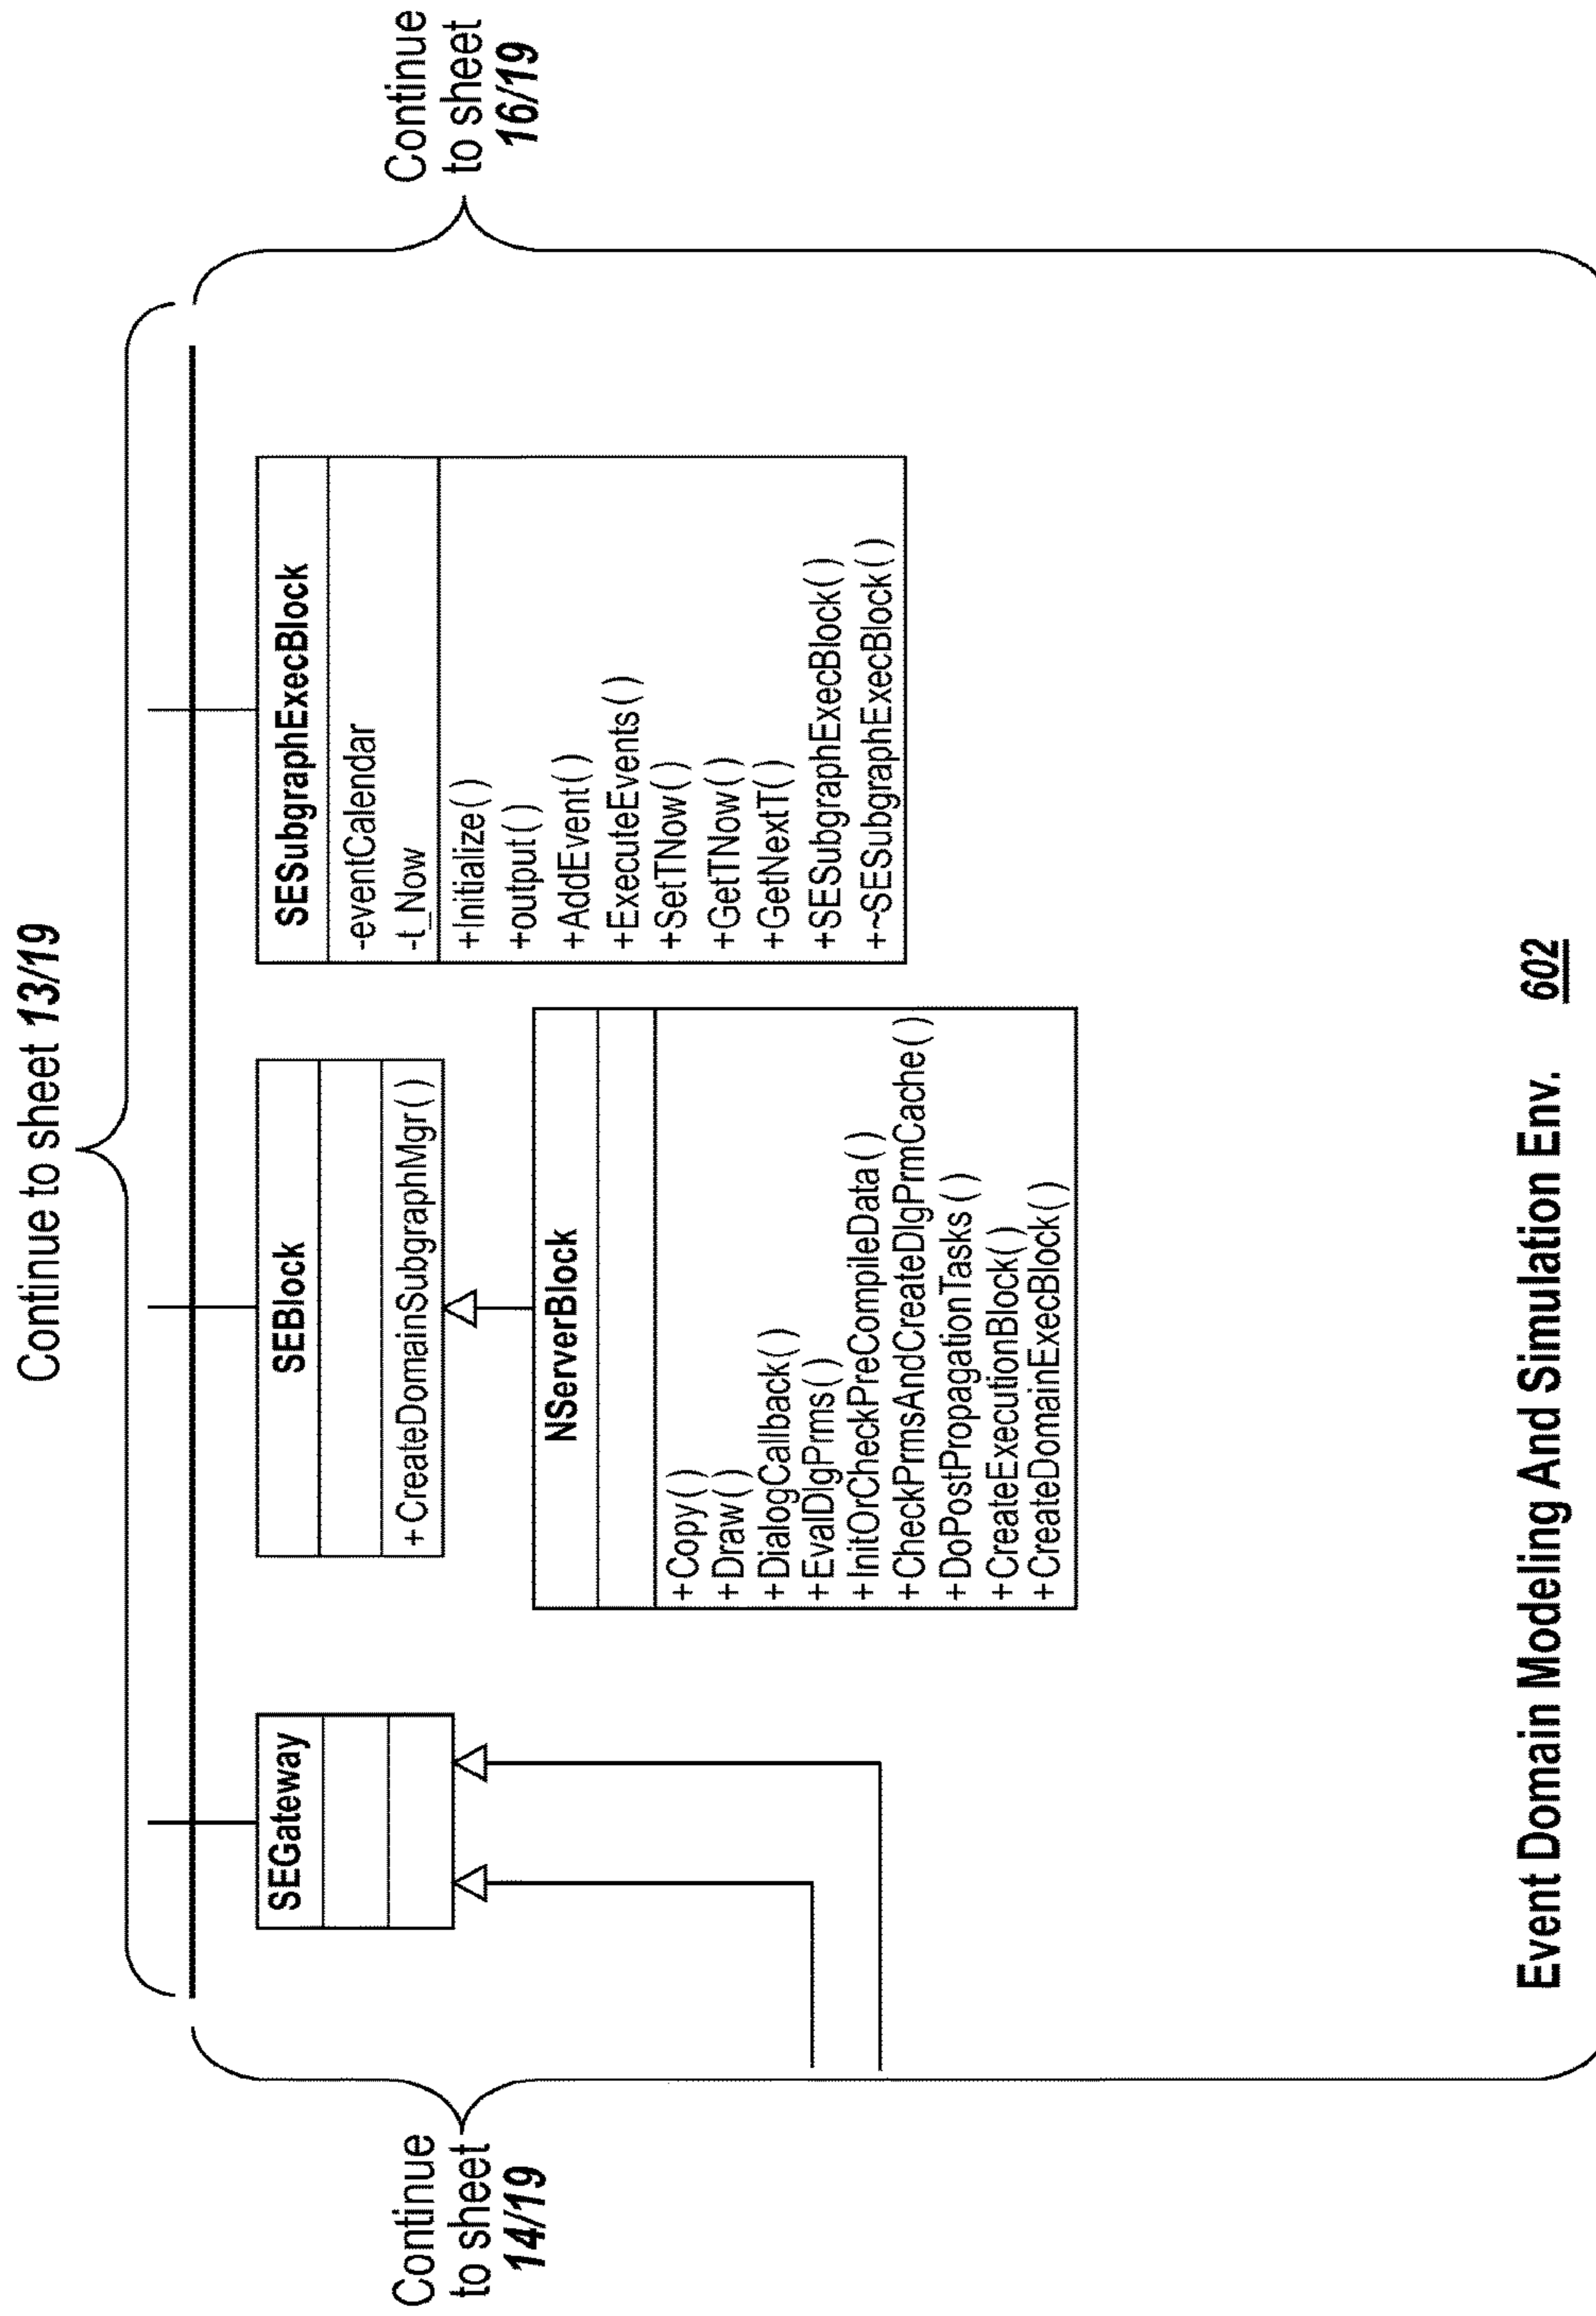 Continue to sheet 13/19
Continue
to sheet
14/19
Continue
to sheet
16/19
SEGateway
SEBlock
+CreateDomainSubgraphMgr()
NServerBlock
+Copy()
+Draw()
+DialogCallback()
+EvalDlgPrms()
+InitOrCheckPreCompileData()
+CheckPrmsAndCreateDlgPrmCache()
+DoPostPropagationTasks()
+CreateExecutionBlock()
+CreateDomainExecBlock()
SESubgraphExecBlock
-eventCalendar
-t_Now
+Initialize()
+output()
+AddEvent()
+ExecuteEvents()
+SetTNow()
+GetTNow()
+GetNextT()
+SESubgraphExecBlock()
+~SESubgraphExecBlock()
Event Domain Modeling And Simulation Env. 602